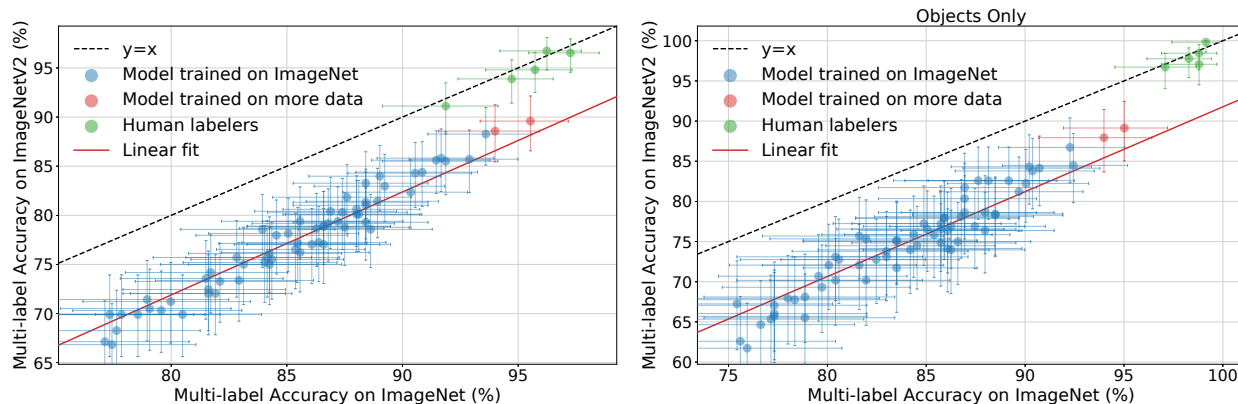 Multi-label Accuracy on ImageNetV2 (%)
95
90
85
80
75
70
65
y=x
Model trained on ImageNet
Model trained on more data
Human labelers
Linear fit
80
85
90
95
Multi-label Accuracy on ImageNet (%)
Objects Only
Multi-label Accuracy on ImageNetV2 (%)
100
95
90
85
80
75
70
65
60
y=x
Model trained on ImageNet
Model trained on more data
Human labelers
Linear fit
75
80
85
90
95
100
Multi-label Accuracy on ImageNet (%)